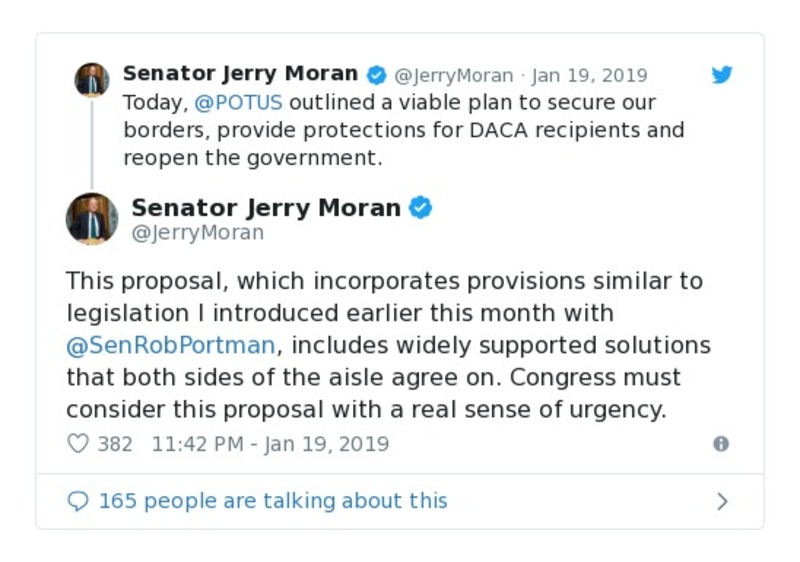 Senator Jerry Moran @JerryMoran · Jan 19, 2019
Today, @POTUS outlined a viable plan to secure our
borders, provide protections for DACA recipients and
reopen the government.
Senator Jerry Moran
@JerryMoran
This proposal, which incorporates provisions similar to
legislation I introduced earlier this month with
@SenRobPortman, includes widely supported solutions
that both sides of the aisle agree on. Congress must
consider this proposal with a real sense of urgency.
382 11:42 PM - Jan 19, 2019
165 people are talking about this